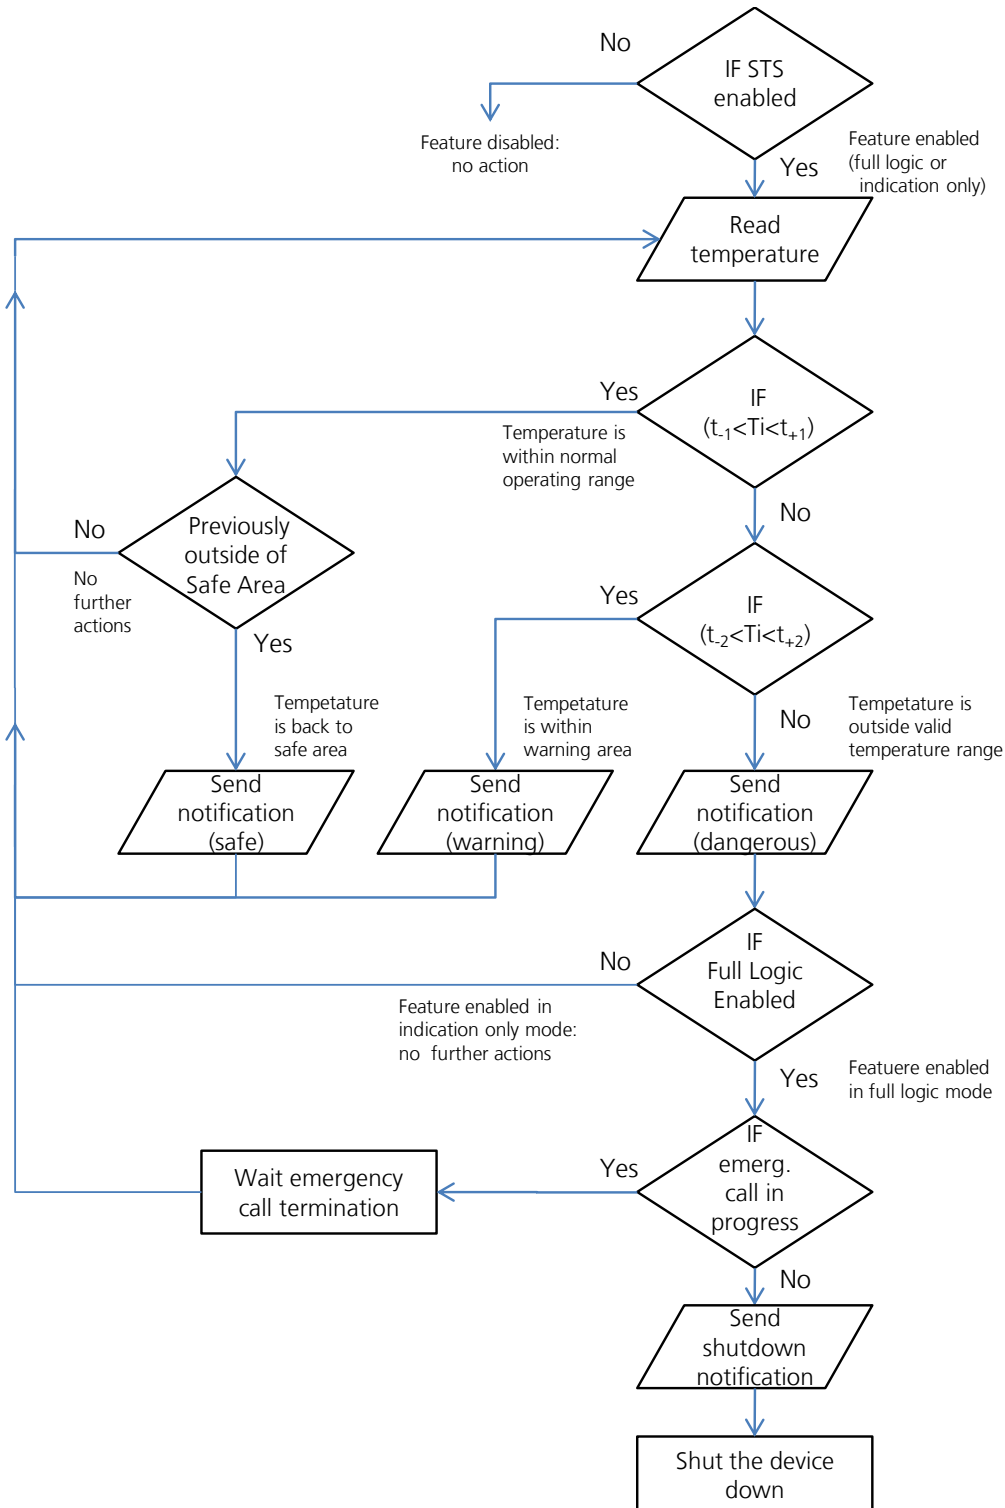 No
IF STS
enabled
Feature disabled:
no action
Yes
Feature enabled
(full logic or
indication only)
Read
temperature
Yes
IF
(t-1<Ti<t+1)
Temperature is
within normal
operating range
No
No
Previously
outside of
Safe Area
No
further
actions
Yes
Yes
IF
(t-2<Ti<t+2)
Tempetature
is back to
safe area
Tempetature
is within
warning area
No
Tempetature is
outside valid
temperature range
Send
notification
(safe)
Send
notification
(warning)
Send
notification
(dangerous)
No
IF
Full Logic
Enabled
Feature enabled in
indication only mode:
no further actions
Yes
Featuere enabled
in full logic mode
Wait emergency
call termination
Yes
IF
emerg.
call in
progress
No
Send
shutdown
notification
Shut the device
down